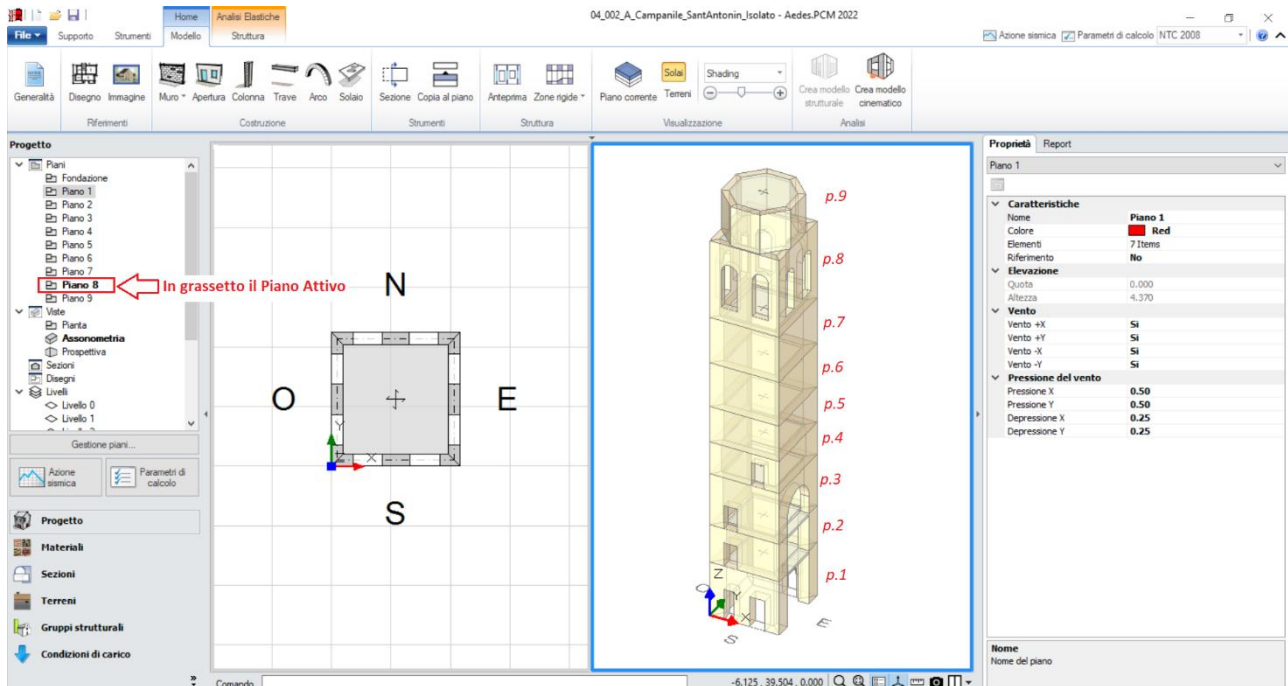 04_002_A_Campanile_SantAntonin_Isolato - Aedes.PCM 2022
Home
Analisi Elastiche
File
Supporto
Strumenti
Modello
Struttura
Azione sismica
Parametri di calcolo
NTC 2008
Generalità
Disegno
Immagine
Muro
Apertura
Colonna
Trave
Arco
Solaio
Sezione
Copia al piano
Anteprima
Zone rigide
Piano corrente
Solai
Terreni
Shading
Crea modello strutturale
Crea modello cinematico
Riferimenti
Costruzione
Strumenti
Struttura
Visualizzazione
Analisi
Progetto
Piani
Fondazione
Piano 1
Piano 2
Piano 3
Piano 4
Piano 5
Piano 6
Piano 7
Piano 8
Piano 9
In grassetto il Piano Attivo
Viste
Pianta
Assonometria
Prospettiva
Sezioni
Disegni
Livelli
Livello 0
Livello 1
Gestione piani...
Azione sismica
Parametri di calcolo
Progetto
Materiali
Sezioni
Terreni
Gruppi strutturali
Condizioni di carico
N
O
E
S
Y
Z
X
p.9
p.8
p.7
p.6
p.5
p.4
p.3
p.2
p.1
Z
O
Y
X
S
E
Comando
-6.125 , 39.504 , 0.000
Proprietà
Report
Piano 1
Caratteristiche
Nome Piano 1
Colore Red
Elementi 7 Items
Riferimento No
Elevazione
Quota 0.000
Altezza 4.370
Vento
Vento +X Sì
Vento +Y Sì
Vento -X Sì
Vento -Y Sì
Pressione del vento
Pressione X 0.50
Pressione Y 0.50
Depressione X 0.25
Depressione Y 0.25
Nome
Nome del piano